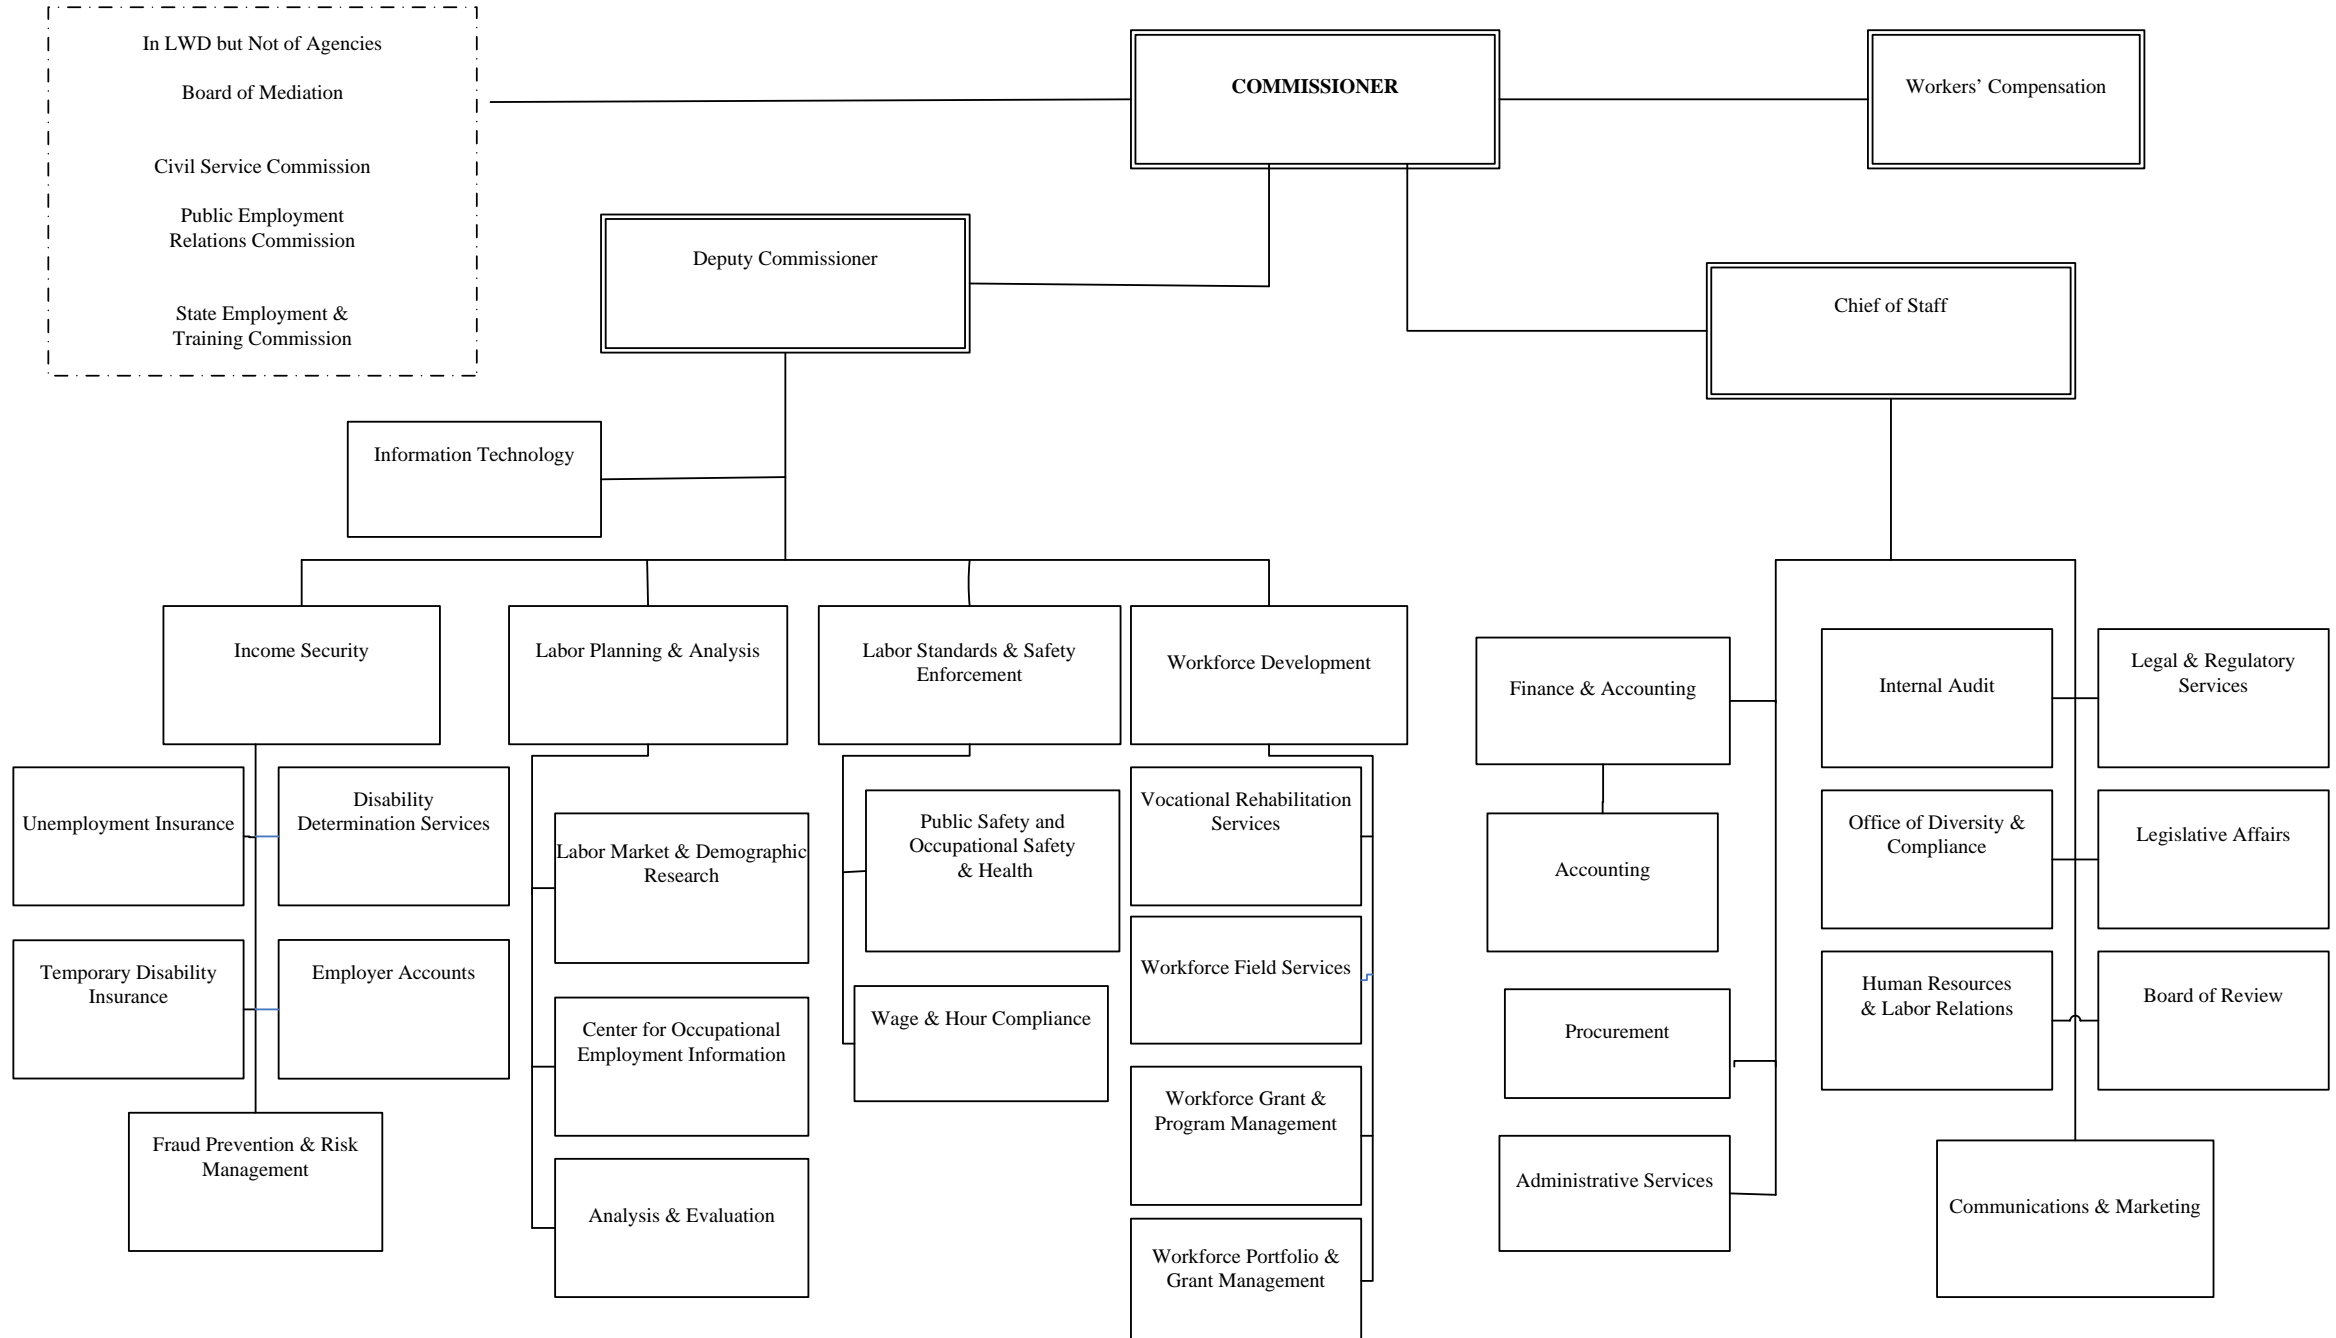 In LWD but Not of Agencies
Board of Mediation
Civil Service Commission
Public Employment
Relations Commission
State Employment &
Training Commission
COMMISSIONER
Workers’ Compensation
Deputy Commissioner
Chief of Staff
Information Technology
Income Security
Labor Planning & Analysis
Labor Standards & Safety
Enforcement
Workforce Development
Unemployment Insurance
Disability
Determination Services
Temporary Disability
Insurance
Employer Accounts
Fraud Prevention & Risk
Management
Labor Market & Demographic
Research
Center for Occupational
Employment Information
Analysis & Evaluation
Public Safety and
Occupational Safety
& Health
Wage & Hour Compliance
Vocational Rehabilitation
Services
Workforce Field Services
Workforce Grant &
Program Management
Workforce Portfolio &
Grant Management
Finance & Accounting
Accounting
Procurement
Administrative Services
Internal Audit
Legal & Regulatory
Services
Office of Diversity &
Compliance
Legislative Affairs
Human Resources
& Labor Relations
Board of Review
Communications & Marketing